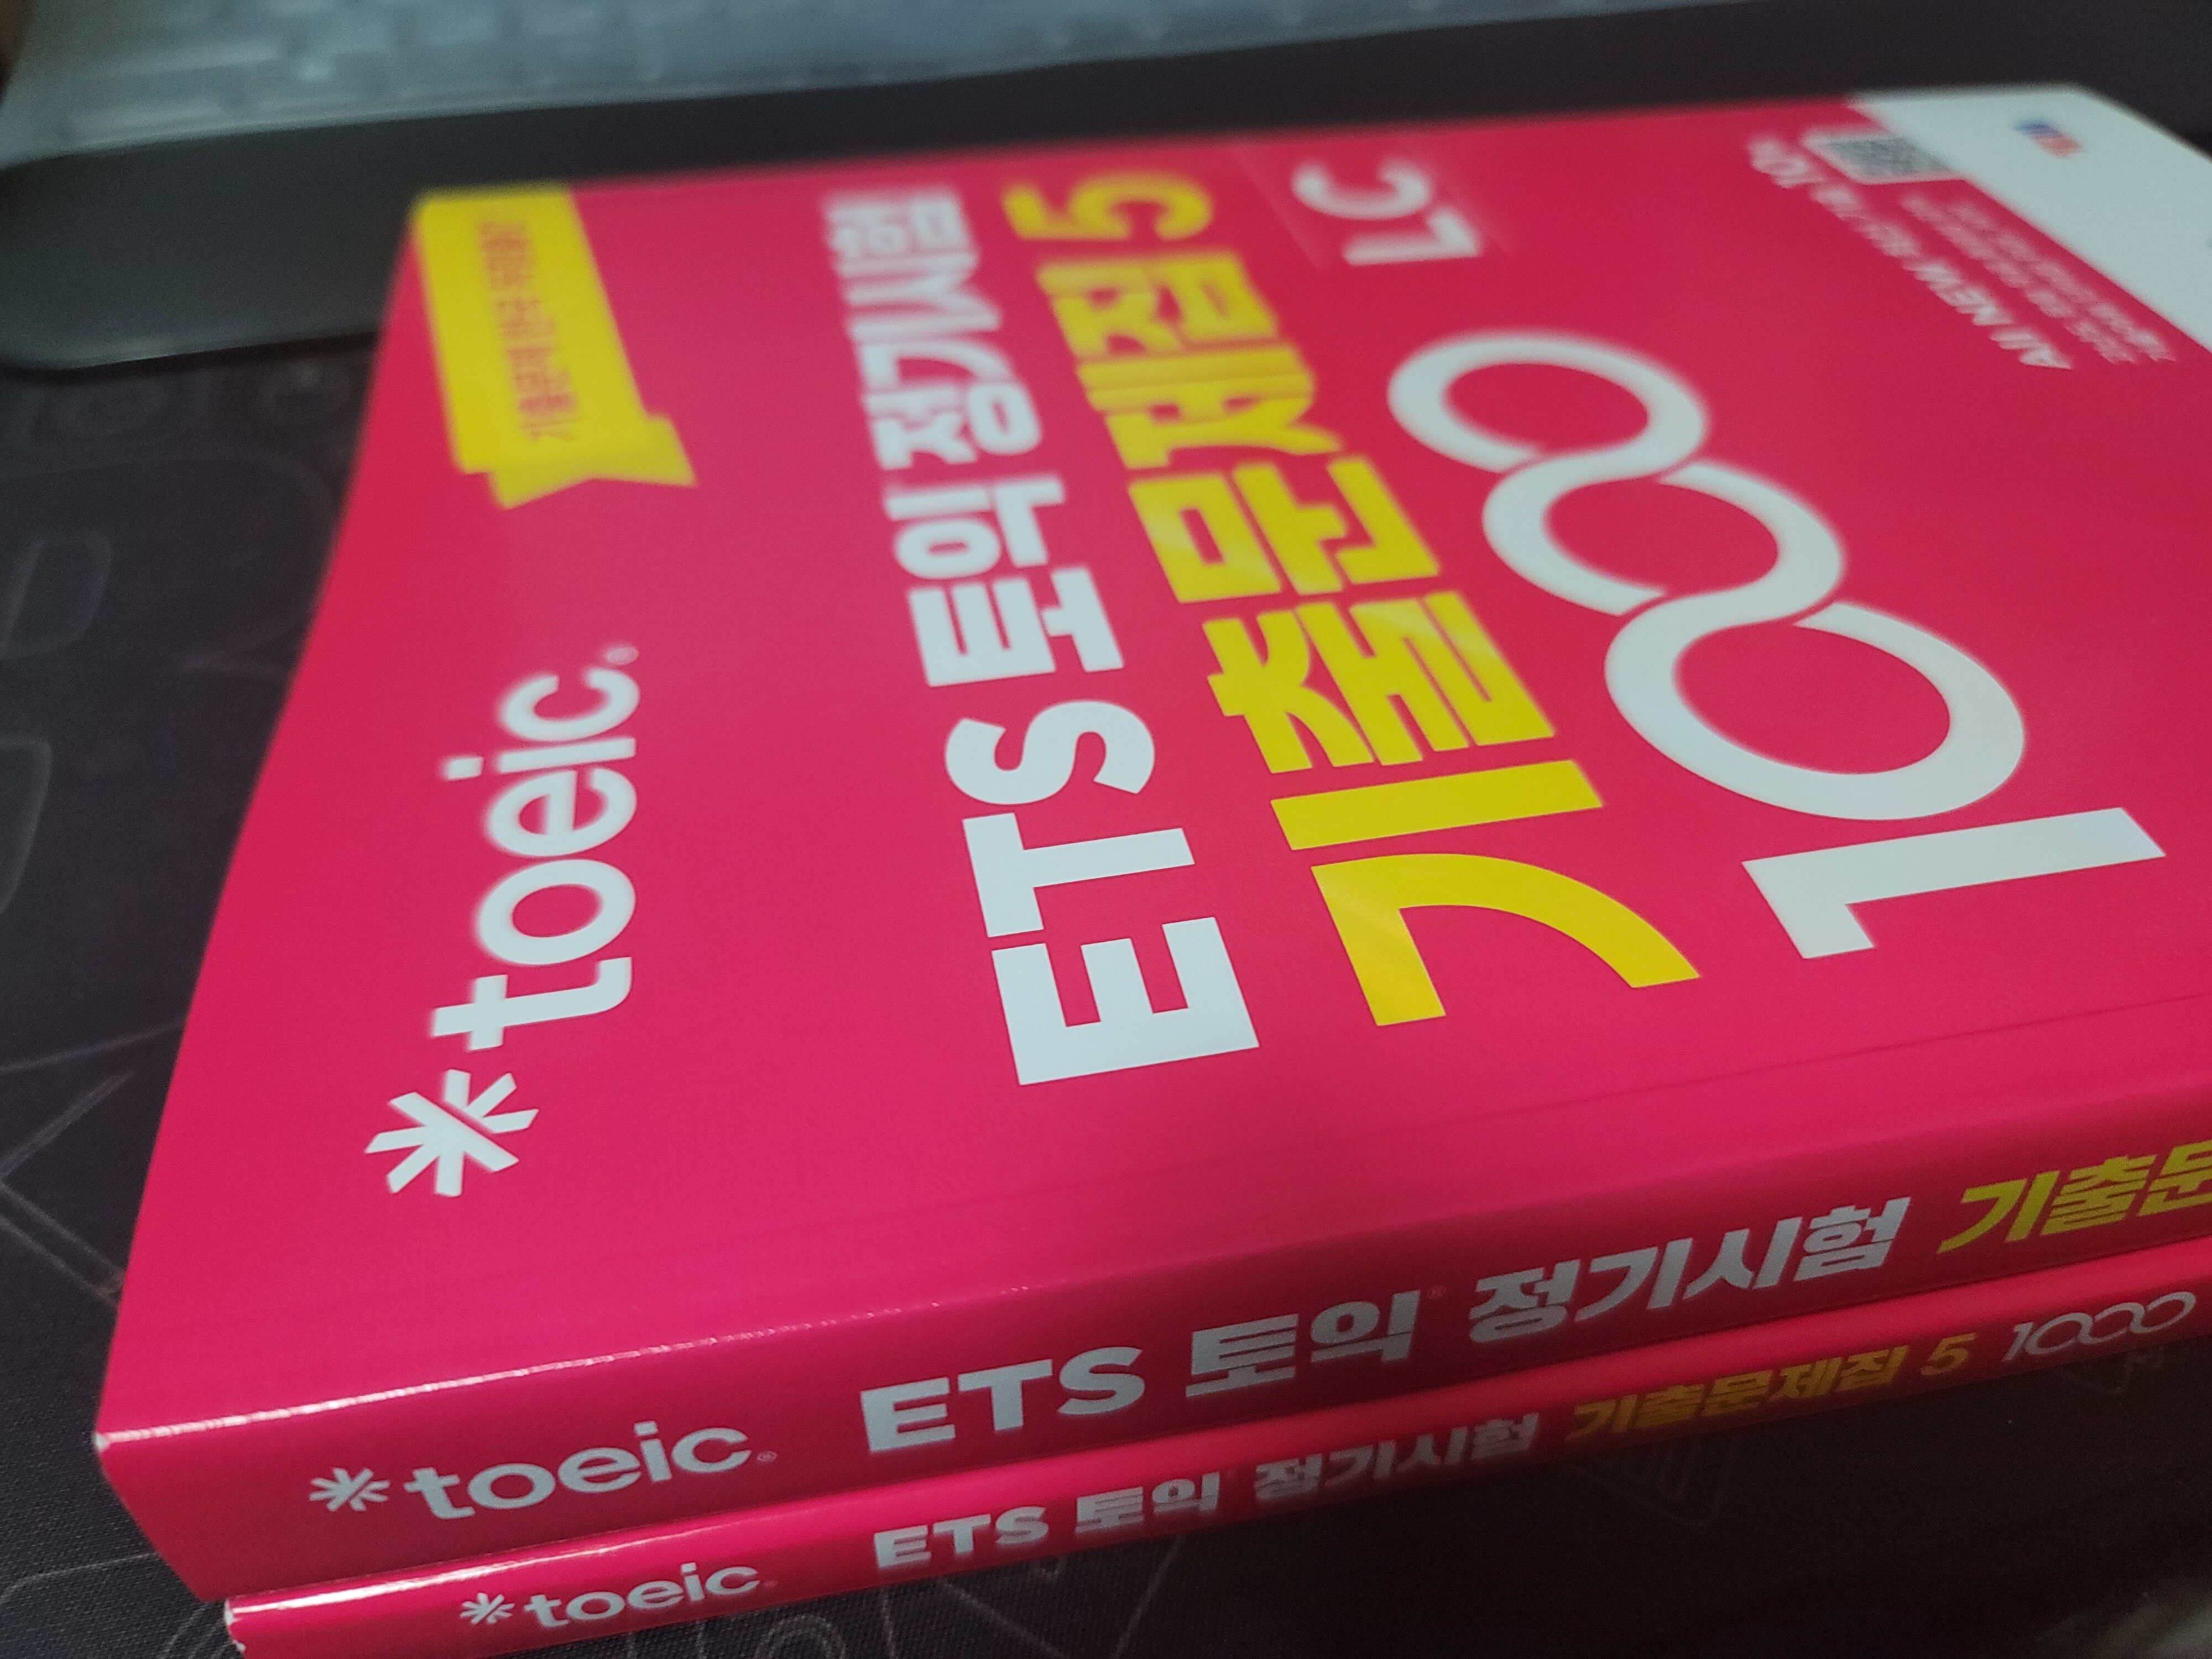 *toeic®
ETS 토익 정기시험
기출문제집 5
1000
LC
*toeic®
ETS 토익® 정기시험 기출문
*toeic®
ETS 토익® 정기시험 기출문제집 5 1000